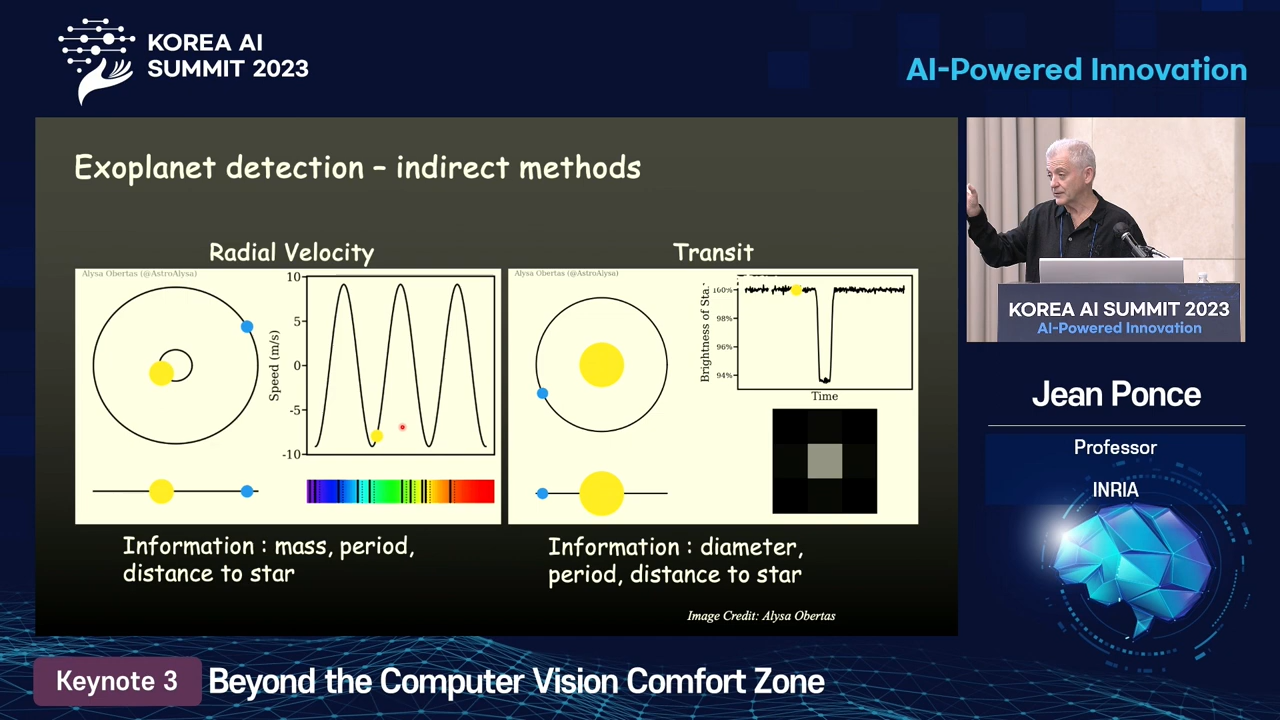 KOREA AI
SUMMIT 2023
AI-Powered Innovation
Exoplanet detection – indirect methods
Radial Velocity
Transit
Alysa Obertas (@AstroAlysa)
10
5
0
-5
-10
Speed (m/s)
Alysa Obertas (@AstroAlysa)
Brightness of Star
100%
98%
96%
94%
Time
Information : mass, period,
distance to star
Information : diameter,
period, distance to star
Image Credit: Alysa Obertas
KOREA AI SUMMIT 2023
AI-Powered Innovation
Jean Ponce
Professor
INRIA
Keynote 3
Beyond the Computer Vision Comfort Zone